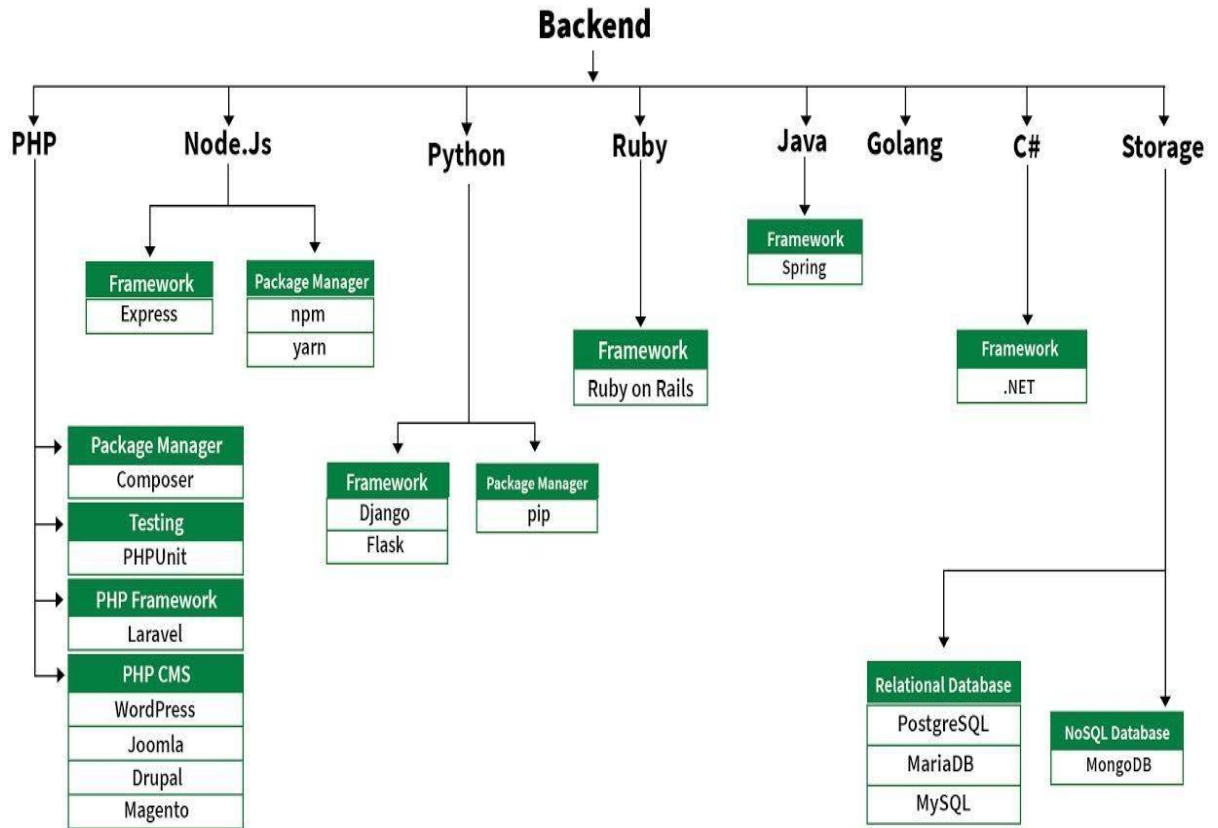 Backend
PHP
Node.Js
Python
Ruby
Java
Golang
C#
Storage
Framework
Express
Package Manager
npm
yarn
Framework
Spring
Framework
Ruby on Rails
Framework
.NET
Package Manager
Composer
Testing
PHPUnit
PHP Framework
Laravel
PHP CMS
WordPress
Joomla
Drupal
Magento
Framework
Django
Flask
Package Manager
pip
Relational Database
PostgreSQL
MariaDB
MySQL
NoSQL Database
MongoDB